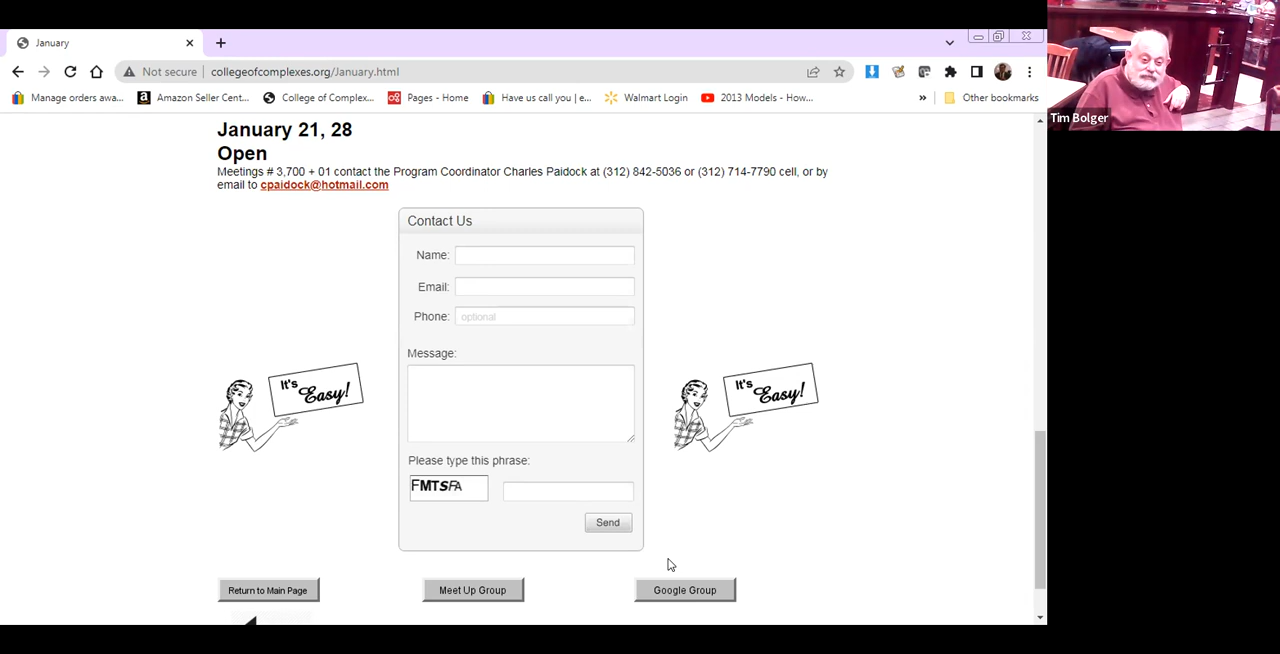 January
Not secure
collegeofcomplexes.org/January.html
Manage orders awa...
Amazon Seller Cent...
College of Complex...
Pages - Home
Have us call you | e...
Walmart Login
2013 Models - How...
»
Other bookmarks
Tim Bolger
January 21, 28
Open
Meetings # 3,700 + 01 contact the Program Coordinator Charles Paidock at (312) 842-5036 or (312) 714-7790 cell, or by
email to cpaidock@hotmail.com
Contact Us
Name:
Email:
Phone: optional
Message:
It's Easy!
It's Easy!
Please type this phrase:
FMTSFA
Send
Return to Main Page
Meet Up Group
Google Group